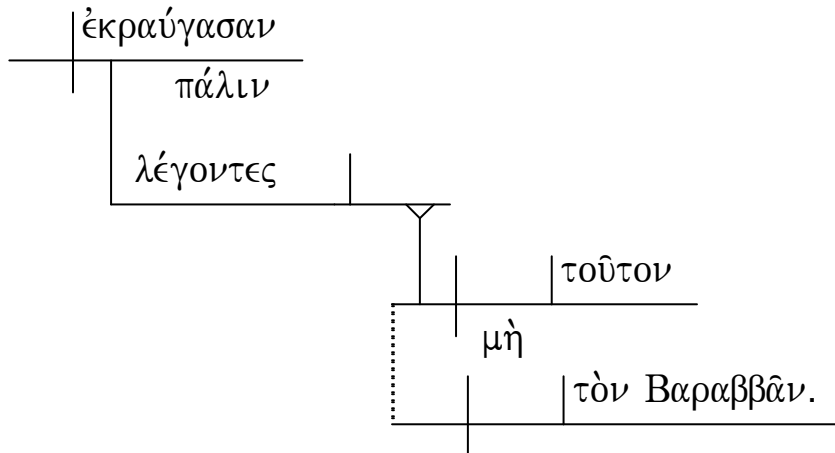 ἐκραύγασαν
πάλιν
λέγοντες
τοῦτον
μὴ
τὸν Βαραββᾶν.